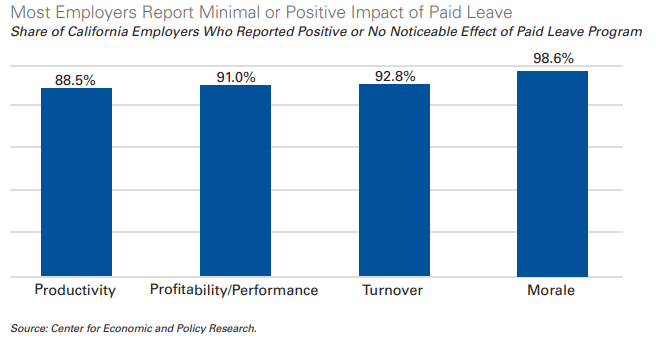 Most Employers Report Minimal or Positive Impact of Paid Leave
Share of California Employers Who Reported Positive or No Noticeable Effect of Paid Leave Program
88.5%
91.0%
92.8%
98.6%
Productivity
Profitability/Performance
Turnover
Morale
Source: Center for Economic and Policy Research.